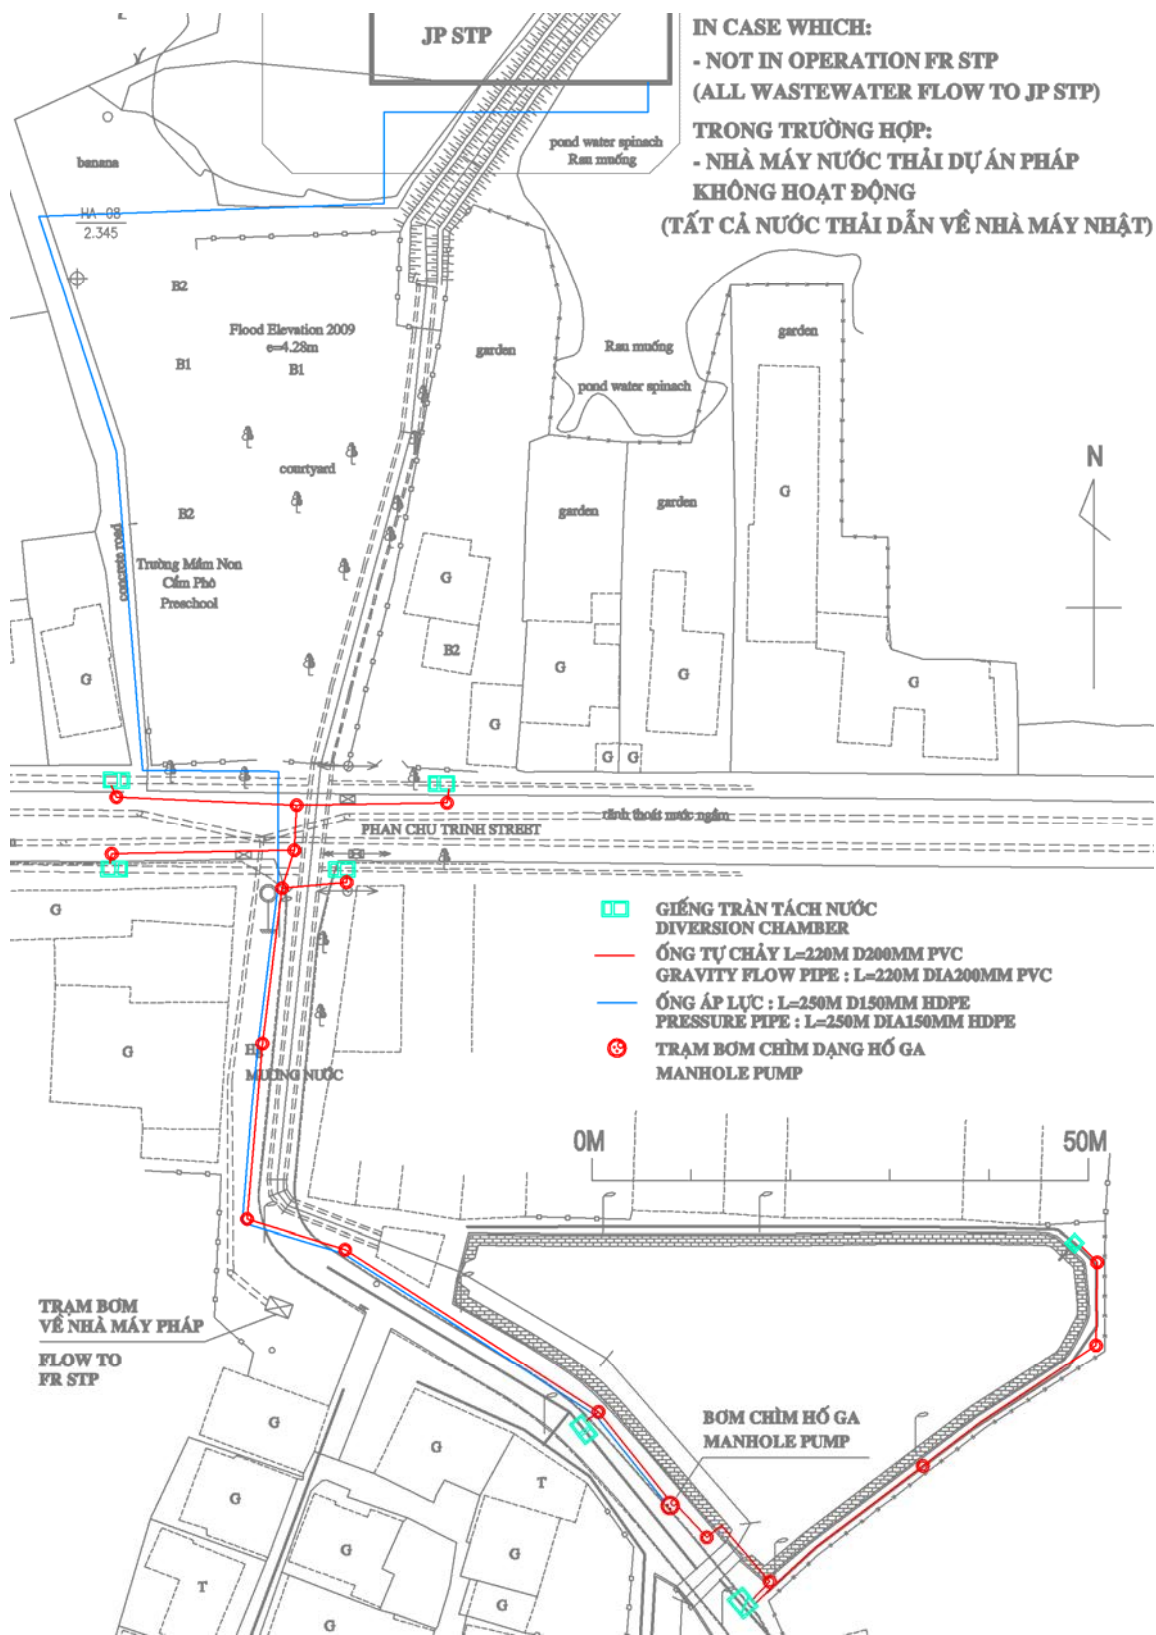 JP STP
IN CASE WHICH:
- NOT IN OPERATION FR STP
(ALL WASTEWATER FLOW TO JP STP)
TRONG TRƯỜNG HỢP:
- NHÀ MÁY NƯỚC THẢI DỰ ÁN PHÁP
KHÔNG HOẠT ĐỘNG
(TẤT CẢ NƯỚC THẢI DẪN VỀ NHÀ MÁY NHẬT)
pond water spinach
Rau muống
banana
HA-08
2.345
B2
Flood Elevation 2009
e=4.28m
B1
B1
garden
Rau muống
pond water spinach
garden
N
courtyard
G
garden
garden
B2
concrete road
Trường Mầm Non
Cẩm Phô
Preschool
G
B2
G
G
G
G
G
G
G
rãnh thoát nước ngầm
PHAN CHU TRINH STREET
G
GIẾNG TRÀN TÁCH NƯỚC
DIVERSION CHAMBER
ỐNG TỰ CHẢY L=220M D200MM PVC
GRAVITY FLOW PIPE : L=220M DIA200MM PVC
ỐNG ÁP LỰC : L=250M D150MM HDPE
PRESSURE PIPE : L=250M DIA150MM HDPE
TRẠM BƠM CHÌM DẠNG HỐ GA
MANHOLE PUMP
G
MƯƠNG NƯỚC
0M
50M
TRẠM BƠM
VỀ NHÀ MÁY PHÁP
FLOW TO
FR STP
BƠM CHÌM HỐ GA
MANHOLE PUMP
G
G
T
G
G
G
T
G
G